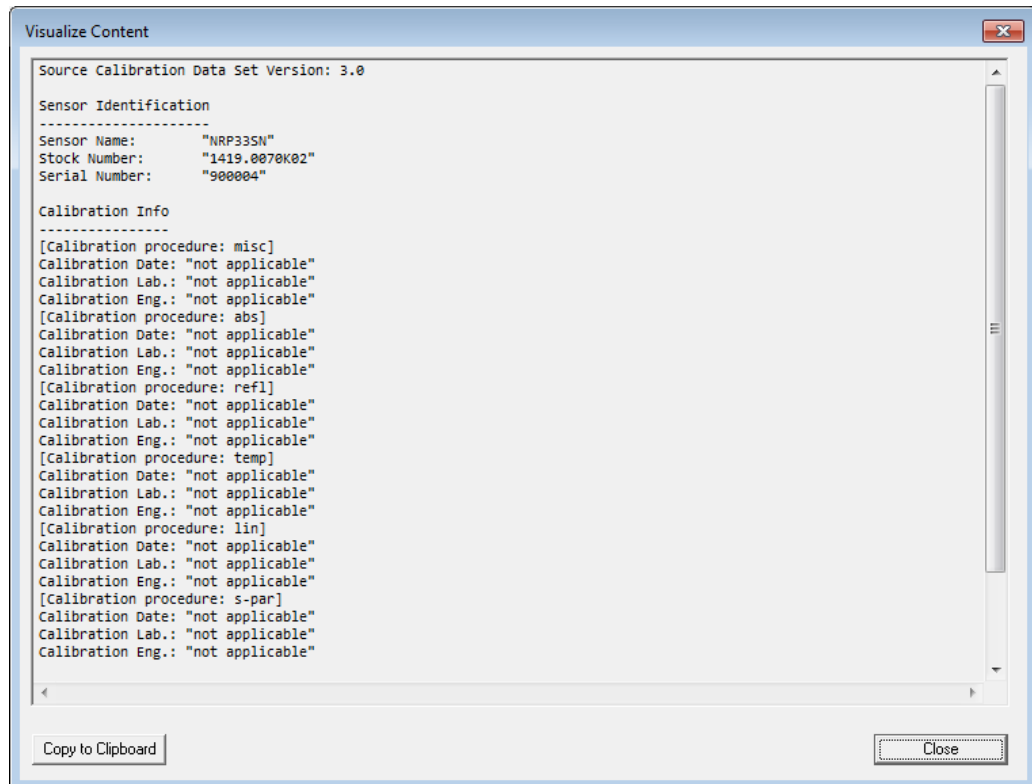 Visualize Content
Source Calibration Data Set Version: 3.0
Sensor Identification
---------------------
Sensor Name: "NRP33SN"
Stock Number: "1419.0070K02"
Serial Number: "900004"
Calibration Info
----------------
[Calibration procedure: misc]
Calibration Date: "not applicable"
Calibration Lab.: "not applicable"
Calibration Eng.: "not applicable"
[Calibration procedure: abs]
Calibration Date: "not applicable"
Calibration Lab.: "not applicable"
Calibration Eng.: "not applicable"
[Calibration procedure: refl]
Calibration Date: "not applicable"
Calibration Lab.: "not applicable"
Calibration Eng.: "not applicable"
[Calibration procedure: temp]
Calibration Date: "not applicable"
Calibration Lab.: "not applicable"
Calibration Eng.: "not applicable"
[Calibration procedure: lin]
Calibration Date: "not applicable"
Calibration Lab.: "not applicable"
Calibration Eng.: "not applicable"
[Calibration procedure: s-par]
Calibration Date: "not applicable"
Calibration Lab.: "not applicable"
Calibration Eng.: "not applicable"
Copy to Clipboard
Close